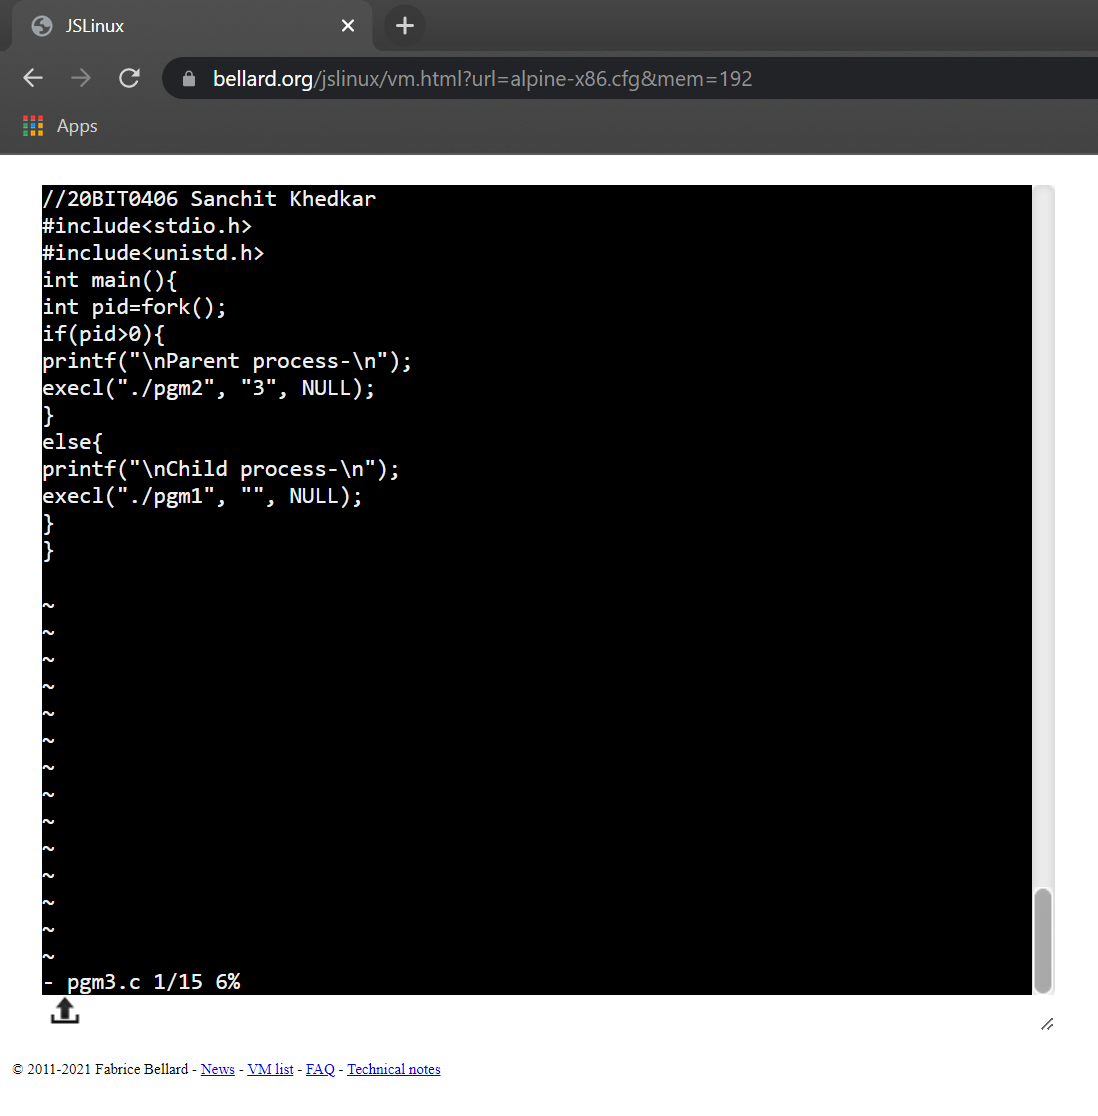 JSLinux
bellard.org/jslinux/vm.html?url=alpine-x86.cfg&mem=192
Apps
//20BIT0406 Sanchit Khedkar
#include<stdio.h>
#include<unistd.h>
int main(){
int pid=fork();
if(pid>0){
printf("\nParent process-\n");
execl("./pgm2", "3", NULL);
}
else{
printf("\nChild process-\n");
execl("./pgm1", "", NULL);
}
}
~
~
~
~
~
~
~
~
~
~
~
~
~
~
- pgm3.c 1/15 6%
© 2011-2021 Fabrice Bellard - News - VM list - FAQ - Technical notes